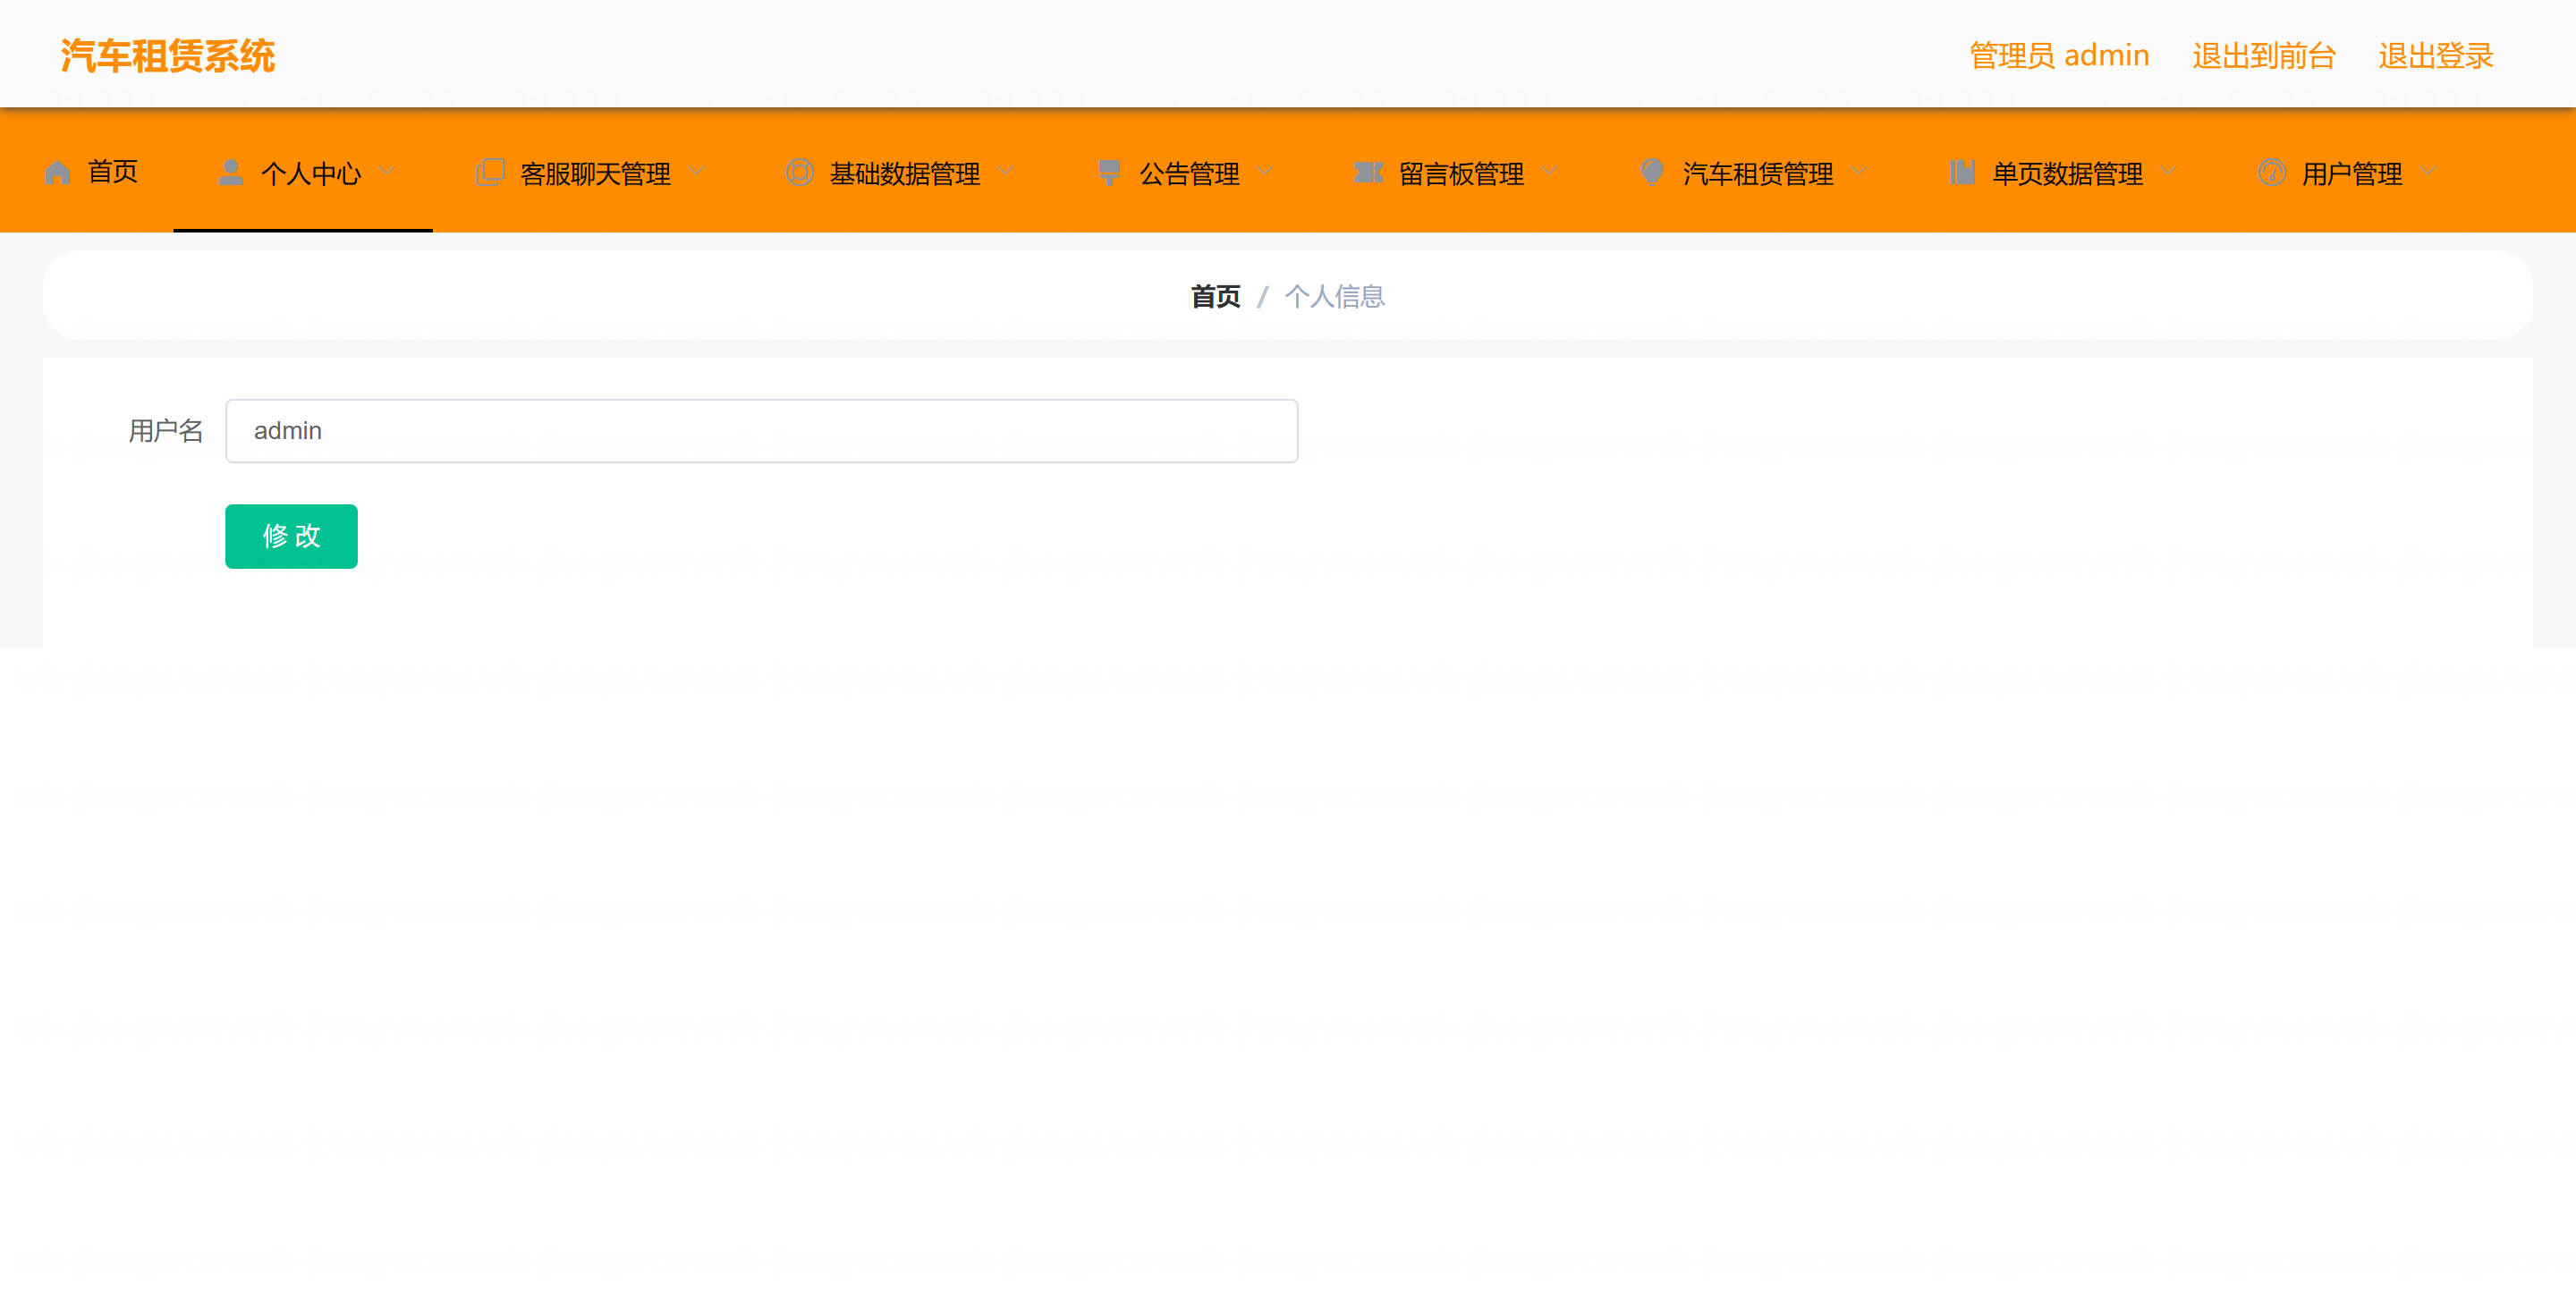 汽车租赁系统 管理员 admin 退出到前台 退出登录
首页 个人中心 客服聊天管理 基础数据管理 公告管理 留言板管理 汽车租赁管理 单页数据管理 用户管理
首页 / 个人信息
用户名 admin
修 改